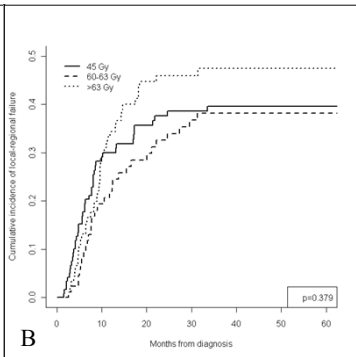 0.5
0.4
0.3
0.2
0.1
0.0
Cumulative incidence of local-regional failure
45 Gy
60-63 Gy
>63 Gy
p=0.379
0 10 20 30 40 50 60
Months from diagnosis
B